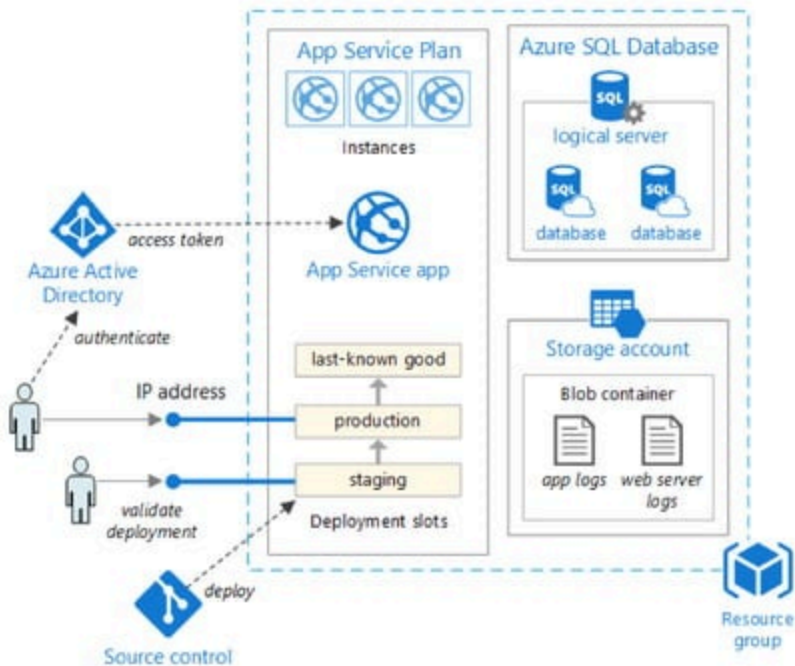 App Service Plan
Instances
App Service app
last-known good
production
staging
Deployment slots
Azure SQL Database
SQL
logical server
SQL
SQL
database
database
Storage account
Blob container
app logs
web server
logs
Azure Active
Directory
access token
authenticate
IP address
validate
deployment
deploy
Source control
Resource
group